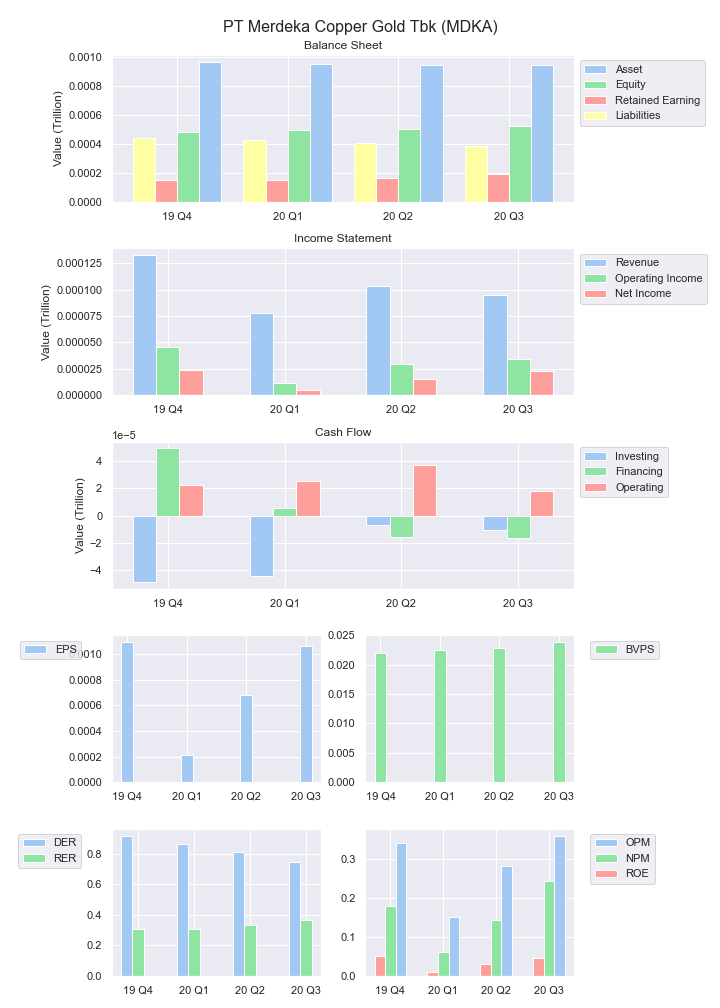 PT Merdeka Copper Gold Tbk (MDKA)
Balance Sheet
Value (Trillion)
0.0010
0.0008
0.0006
0.0004
0.0002
0.0000
19 Q4 20 Q1 20 Q2 20 Q3
Asset
Equity
Retained Earning
Liabilities
Income Statement
Value (Trillion)
0.000125
0.000100
0.000075
0.000050
0.000025
0.000000
19 Q4 20 Q1 20 Q2 20 Q3
Revenue
Operating Income
Net Income
Cash Flow
1e−5
Value (Trillion)
4
2
0
−2
−4
19 Q4 20 Q1 20 Q2 20 Q3
Investing
Financing
Operating
EPS
0.0010
0.0008
0.0006
0.0004
0.0002
0.0000
19 Q4 20 Q1 20 Q2 20 Q3
0.025
0.020
0.015
0.010
0.005
0.000
19 Q4 20 Q1 20 Q2 20 Q3
BVPS
DER
RER
0.8
0.6
0.4
0.2
0.0
19 Q4 20 Q1 20 Q2 20 Q3
0.3
0.2
0.1
0.0
19 Q4 20 Q1 20 Q2 20 Q3
OPM
NPM
ROE